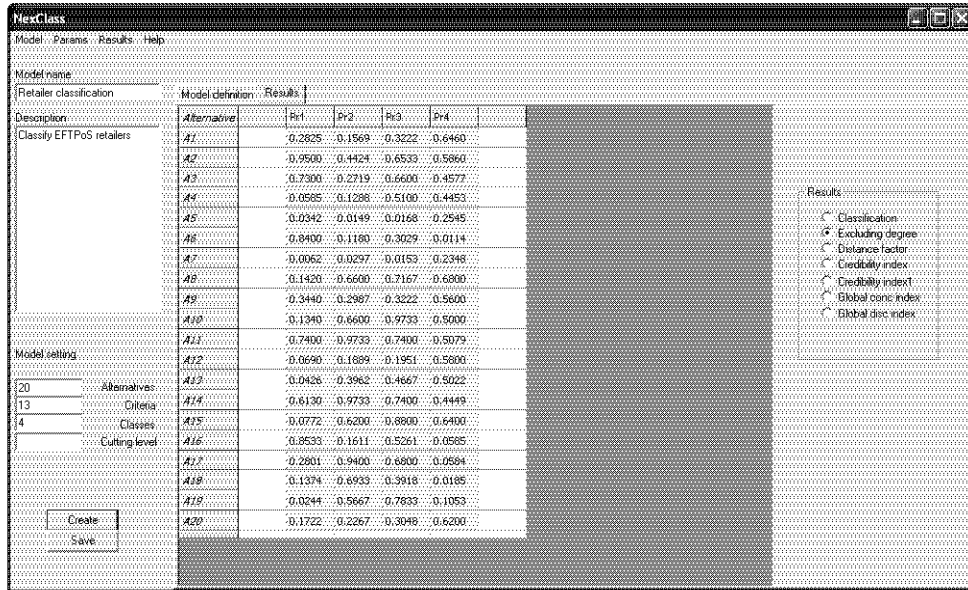 NexClass
Model Params Results Help
Model name
Retailer classification
Description
Classify EFTPoS retailers
Model definition Results
Alternative Pr1 Pr2 Pr3 Pr4
A1 0.2825 0.1569 0.3222 0.6460
A2 0.9500 0.4424 0.6533 0.5860
A3 0.7300 0.2719 0.6600 0.4577
A4 0.0585 0.1288 0.5100 0.4453
A5 0.0342 0.0149 0.0168 0.2545
A6 0.8400 0.1180 0.3029 0.0114
A7 0.0062 0.0297 0.0153 0.2348
A8 0.1420 0.6600 0.7167 0.6800
A9 0.3440 0.2987 0.3222 0.5600
A10 0.1340 0.6600 0.9733 0.5000
A11 0.7400 0.9733 0.7400 0.5079
A12 0.0690 0.1889 0.1951 0.5800
A13 0.0426 0.3962 0.4667 0.5022
A14 0.6130 0.9733 0.7400 0.4449
A15 0.0772 0.6200 0.8800 0.6400
A16 0.8533 0.1611 0.5261 0.0585
A17 0.2801 0.9400 0.6800 0.0584
A18 0.1374 0.6933 0.3918 0.0185
A19 0.0244 0.5667 0.7833 0.1053
A20 0.1722 0.2267 0.3048 0.6200
Model setting
20 Alternatives
13 Criteria
4 Classes
Cutting level
Create
Save
Results
Classification
Excluding degree
Distance factor
Credibility index
Credibility index1
Global conc index
Global disc index